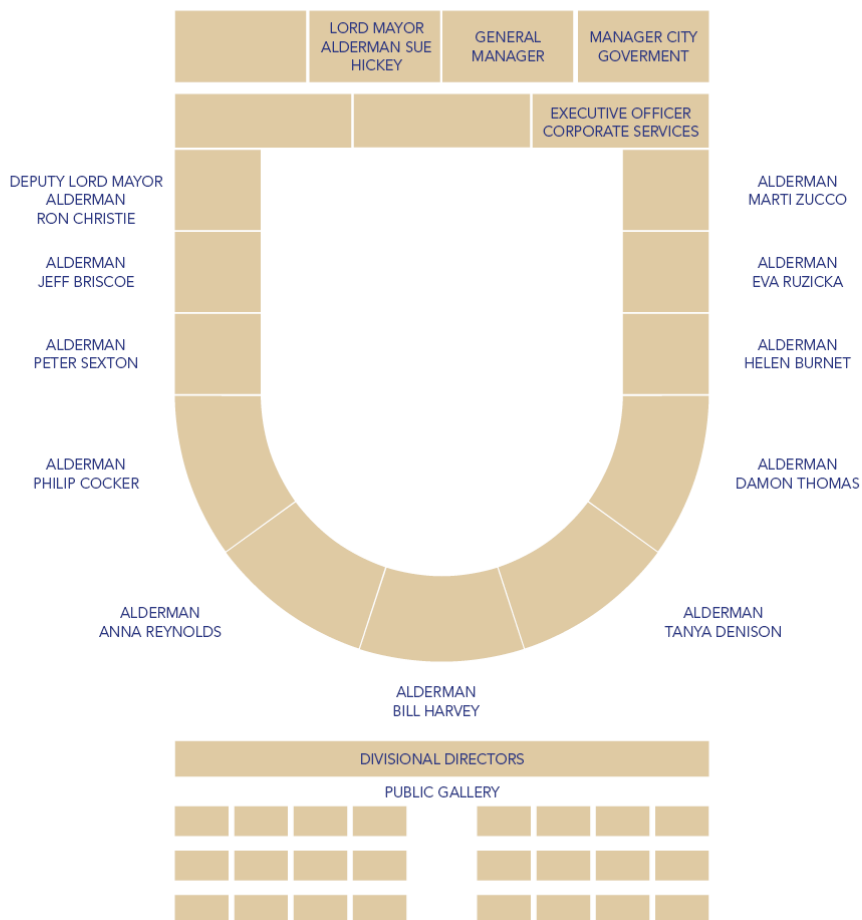 LORD MAYOR
ALDERMAN SUE
HICKEY
GENERAL
MANAGER
MANAGER CITY
GOVERMENT
EXECUTIVE OFFICER
CORPORATE SERVICES
DEPUTY LORD MAYOR
ALDERMAN
RON CHRISTIE
ALDERMAN
MARTI ZUCCO
ALDERMAN
JEFF BRISCOE
ALDERMAN
EVA RUZICKA
ALDERMAN
PETER SEXTON
ALDERMAN
HELEN BURNET
ALDERMAN
PHILIP COCKER
ALDERMAN
DAMON THOMAS
ALDERMAN
ANNA REYNOLDS
ALDERMAN
TANYA DENISON
ALDERMAN
BILL HARVEY
DIVISIONAL DIRECTORS
PUBLIC GALLERY